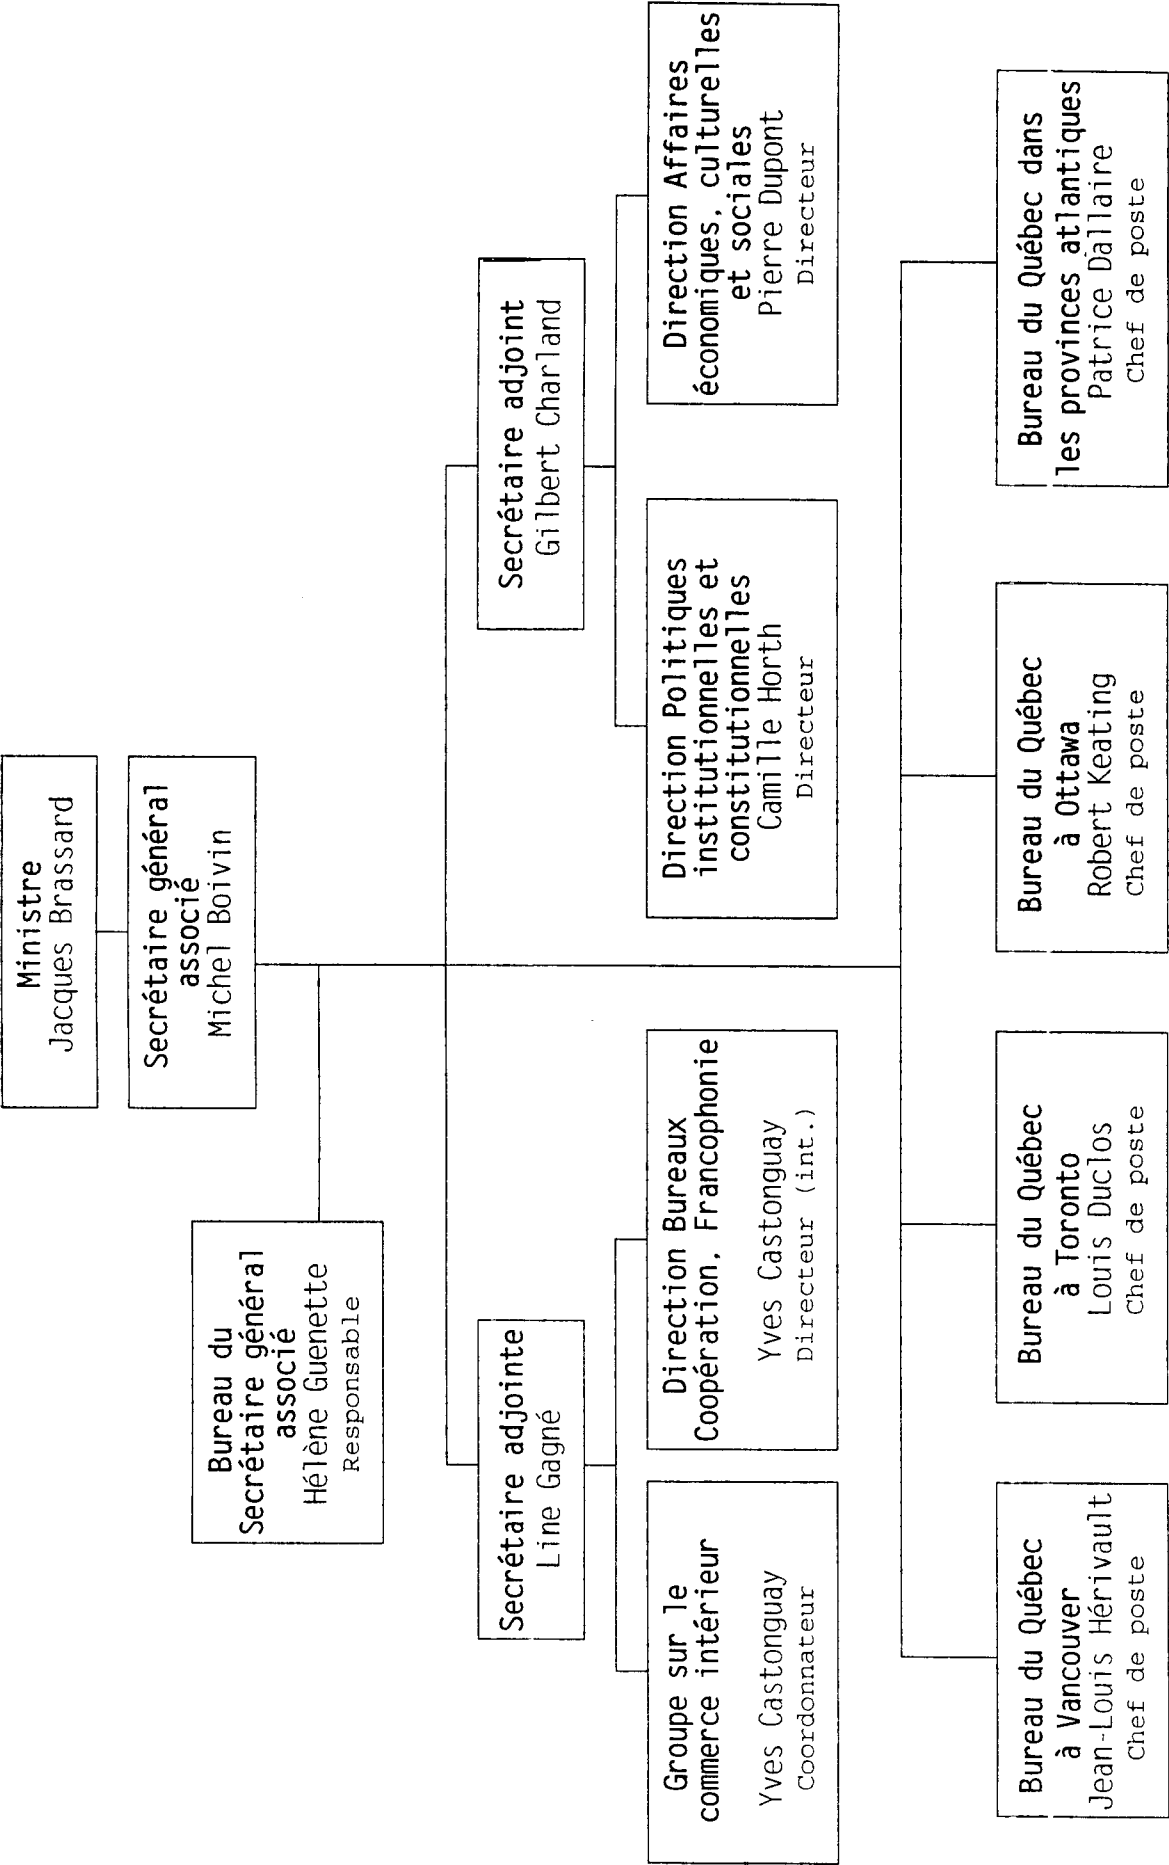 Ministre
Jacques Brassard
Secrétaire général
associé
Michel Boivin
Bureau du
Secrétaire général
associé
Hélène Guenette
Responsable
Secrétaire adjointe
Line Gagné
Secrétaire adjoint
Gilbert Charland
Groupe sur le
commerce intérieur
Yves Castonguay
Coordonnateur
Direction Bureaux
Coopération, Francophonie
Yves Castonguay
Directeur (int.)
Direction Politiques
institutionnelles et
constitutionnelles
Camille Horth
Directeur
Direction Affaires
économiques, culturelles
et sociales
Pierre Dupont
Directeur
Bureau du Québec
à Vancouver
Jean-Louis Hérivault
Chef de poste
Bureau du Québec
à Toronto
Louis Duclos
Chef de poste
Bureau du Québec
à Ottawa
Robert Keating
Chef de poste
Bureau du Québec dans
les provinces atlantiques
Patrice Dallaire
Chef de poste